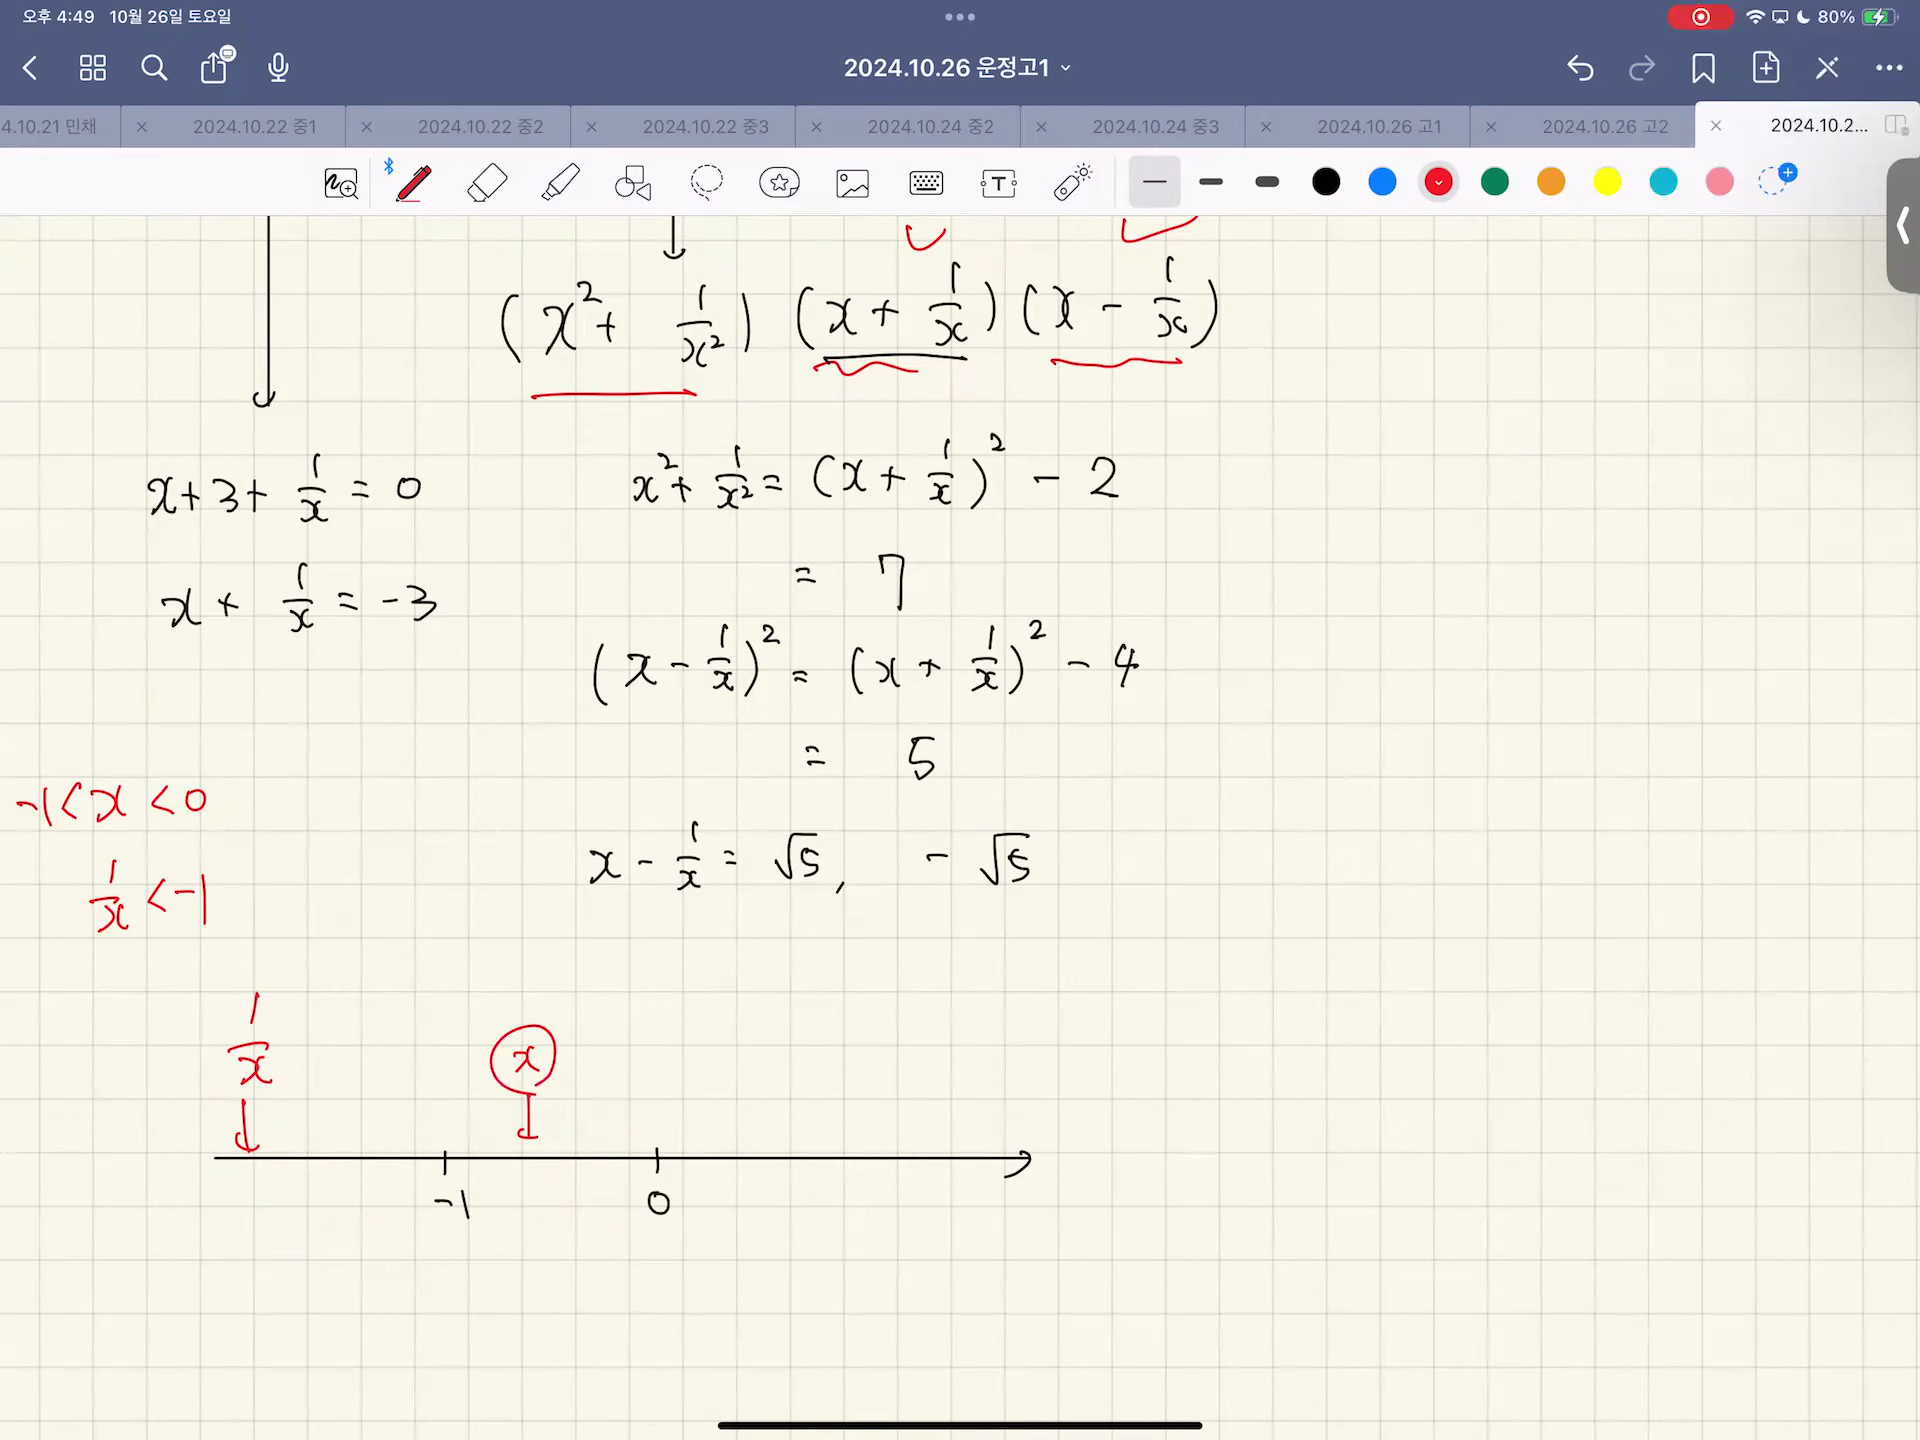 오후 4:49 10월 26일 토요일
80%
2024.10.26 운정고1
4.10.21 민채
2024.10.22 중1
2024.10.22 중2
2024.10.22 중3
2024.10.24 중2
2024.10.24 중3
2024.10.26 고1
2024.10.26 고2
2024.10.2...
T
(x² + 1/x²) (x + 1/x) (x - 1/x)
x + 3 + 1/x = 0
x² + 1/x² = (x + 1/x)² - 2
= 7
x + 1/x = -3
(x - 1/x)² = (x + 1/x)² - 4
= 5
-1 < x < 0
x - 1/x = √5, -√5
1/x < -1
1/x
x
-1
0